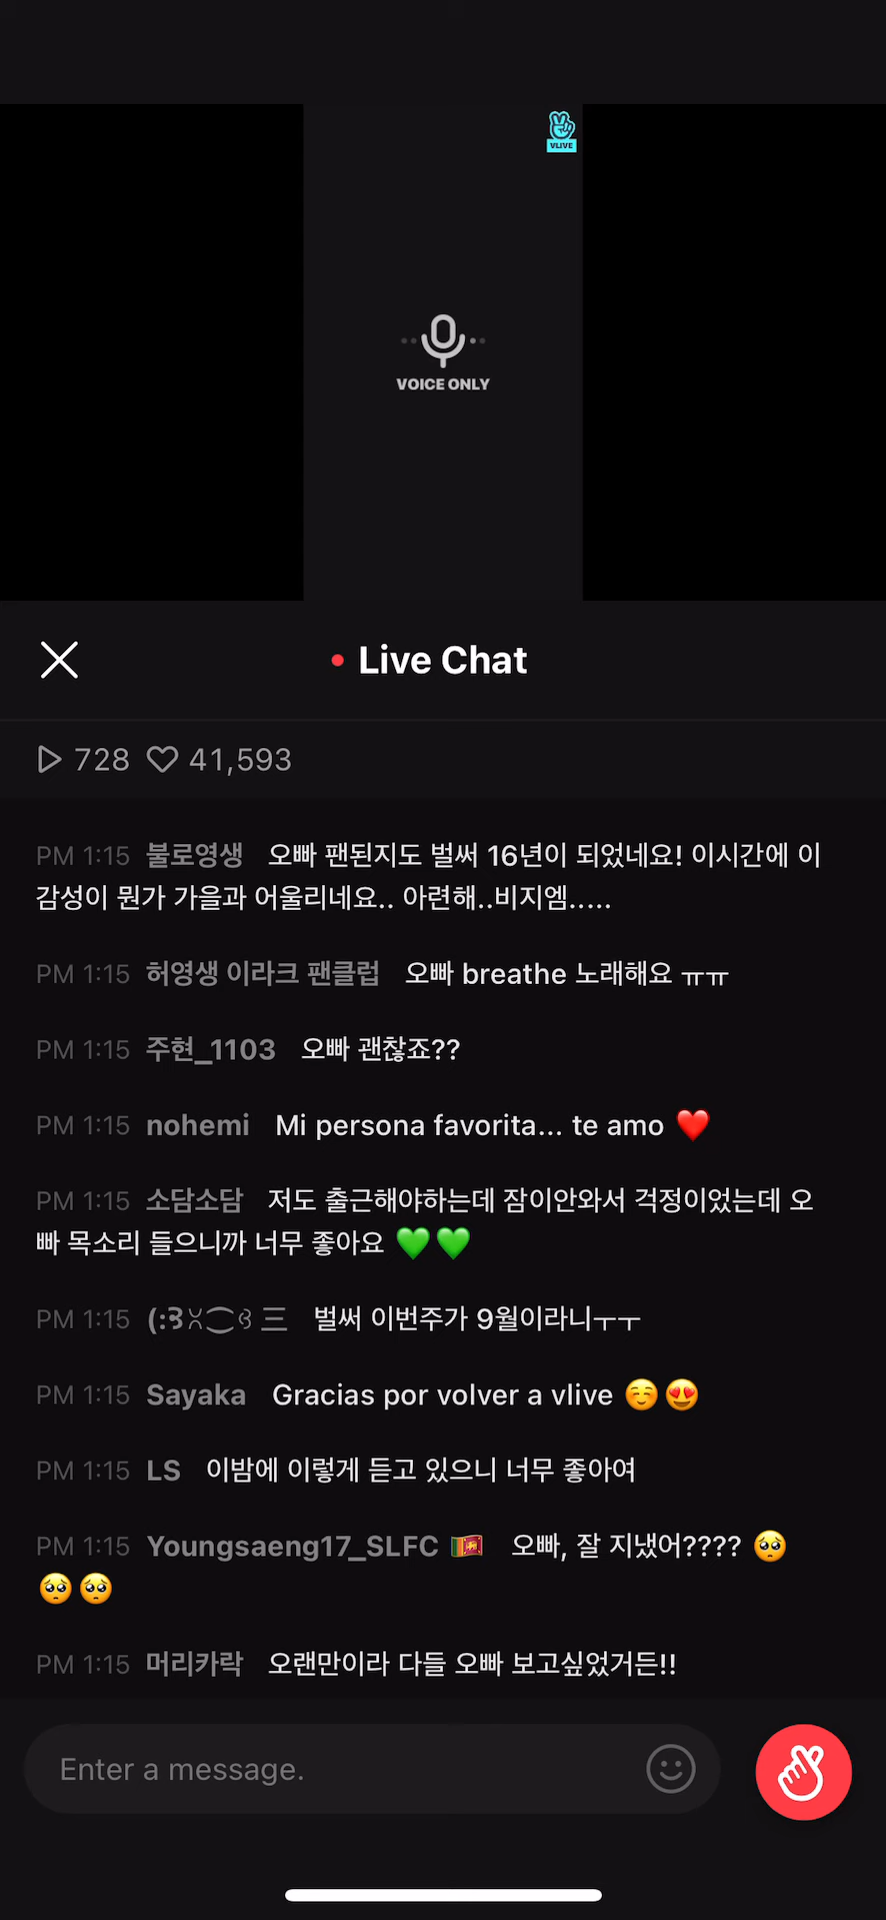 VLIVE
VOICE ONLY
Live Chat
728 41,593
PM 1:15 불로영생 오빠 팬된지도 벌써 16년이 되었네요! 이시간에 이
감성이 뭔가 가을과 어울리네요.. 아련해..비지엠.....
PM 1:15 허영생 이라크 팬클럽 오빠 breathe 노래해요 ㅠㅠ
PM 1:15 주현_1103 오빠 괜찮죠??
PM 1:15 nohemi Mi persona favorita... te amo ❤️
PM 1:15 소담소담 저도 출근해야하는데 잠이안와서 걱정이었는데 오
빠 목소리 들으니까 너무 좋아요 💚💚
PM 1:15 벌써 이번주가 9월이라니ㅜㅜ
PM 1:15 Sayaka Gracias por volver a vlive ☺️😍
PM 1:15 LS 이밤에 이렇게 듣고 있으니 너무 좋아여
PM 1:15 Youngsaeng17_SLFC 🇱🇰 오빠, 잘 지냈어???? 🥺
🥺🥺
PM 1:15 머리카락 오랜만이라 다들 오빠 보고싶었거든!!
Enter a message.